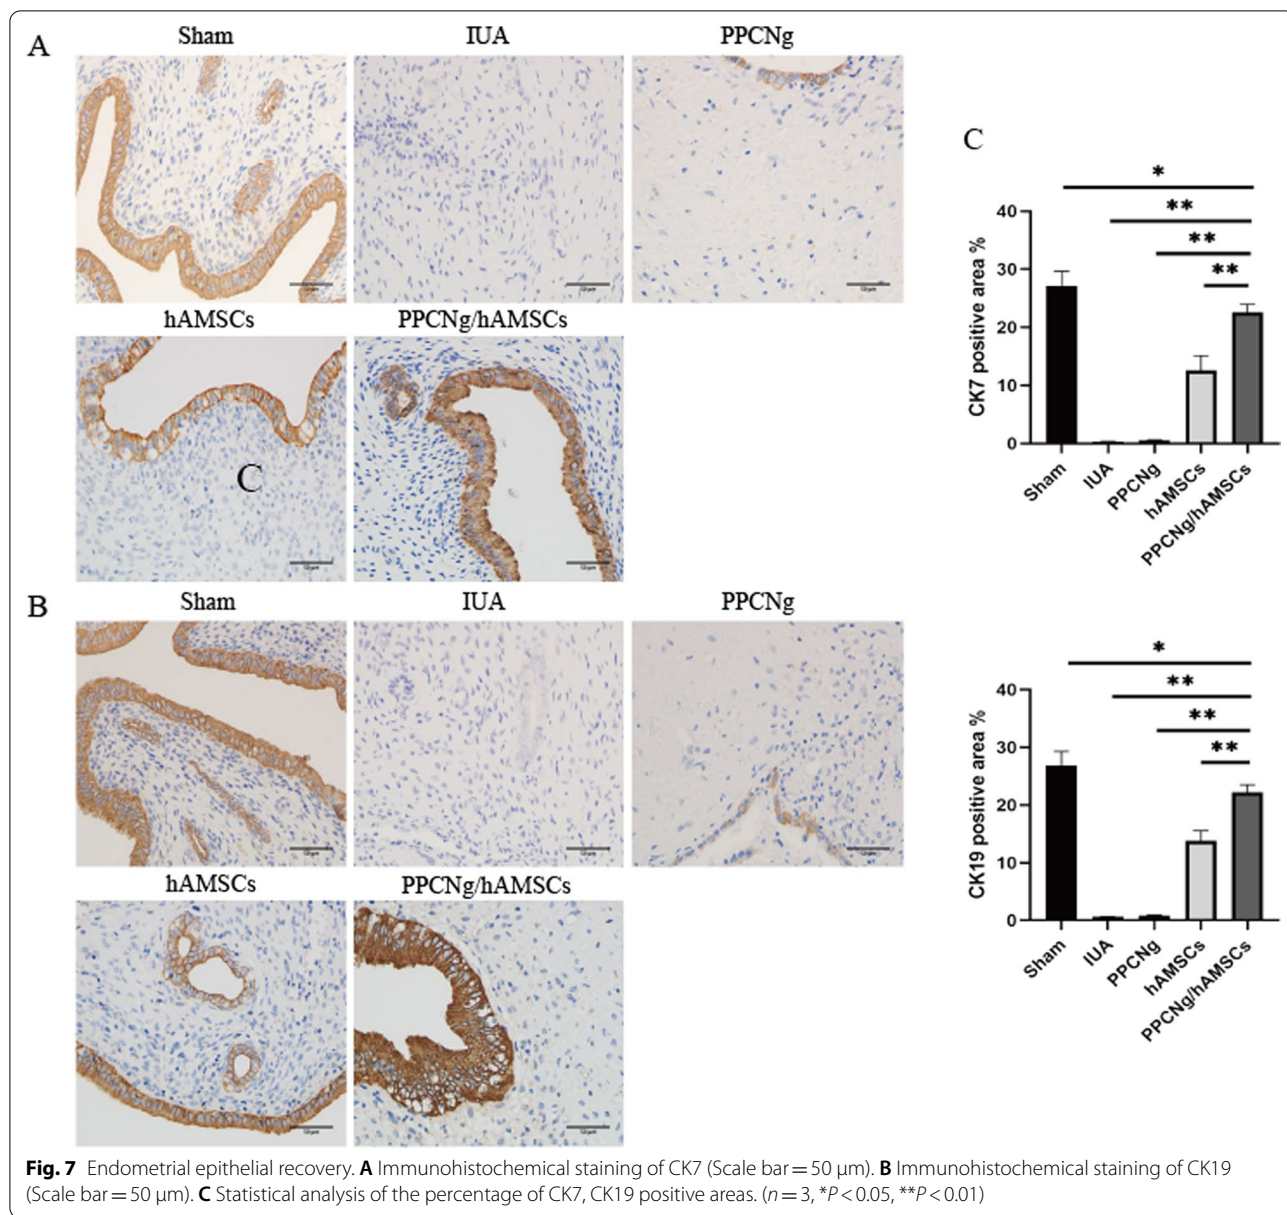 A
Sham
IUA
PPCNg
hAMSCs
PPCNg/hAMSCs
C
B
Sham
IUA
PPCNg
hAMSCs
PPCNg/hAMSCs
C
*
**
**
**
CK7 positive area %
40
30
20
10
0
Sham
IUA
PPCNg
hAMSCs
PPCNg/hAMSCs
*
**
**
**
CK19 positive area %
40
30
20
10
0
Sham
IUA
PPCNg
hAMSCs
PPCNg/hAMSCs
Fig. 7 Endometrial epithelial recovery. A Immunohistochemical staining of CK7 (Scale bar = 50 μm). B Immunohistochemical staining of CK19
(Scale bar = 50 μm). C Statistical analysis of the percentage of CK7, CK19 positive areas. (n = 3, *P < 0.05, **P < 0.01)